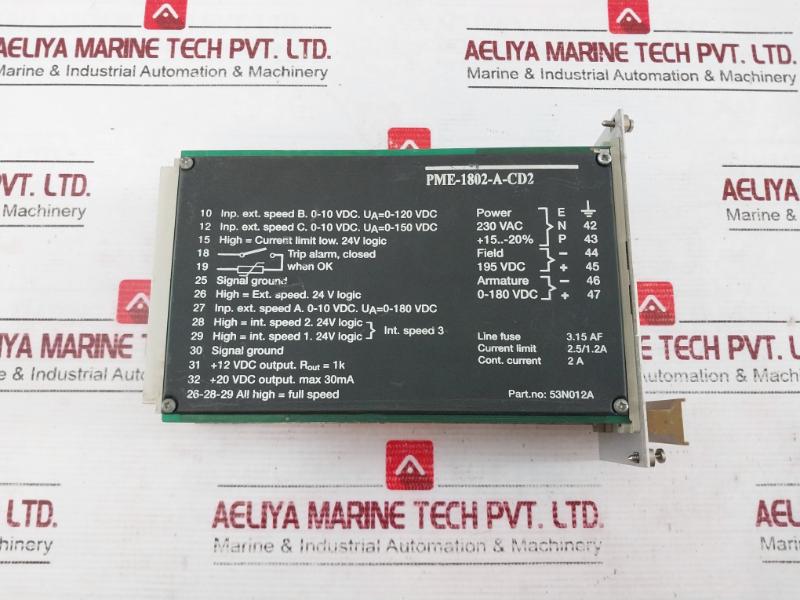 AELIYA MARINE TECH PVT. LTD.
Marine & Industrial Automation & Machinery
AELIYA MARINE TECH PVT. LTD.
Marine & Industrial Automation & Machinery
PME-1802-A-CD2
10 Inp. ext. speed B. 0-10 VDC. UA=0-120 VDC
12 Inp. ext. speed C. 0-10 VDC. UA=0-150 VDC
15 High = Current limit low. 24V logic
18 Trip alarm, closed
19 when OK
25 Signal ground
26 High = Ext. speed. 24 V logic
27 Inp. ext. speed A. 0-10 VDC. UA=0-180 VDC
28 High = int. speed 2. 24V logic
29 High = int. speed 1. 24V logic
Int. speed 3
30 Signal ground
31 +12 VDC output. Rout = 1k
32 +20 VDC output. max 30mA
26-28-29 All high = full speed
Power E
230 VAC N 42
+15..-20% P 43
Field − 44
195 VDC + 45
Armature − 46
0-180 VDC + 47
Line fuse 3.15 AF
Current limit 2.5/1.2A
Cont. current 2 A
Part.no: 53N012A
TECH PVT. LTD.
Automation & Machinery
AELIYA
Marine &
TECH PVT. LTD.
Machinery
AELIYA MARINE TECH PVT. LTD.
Marine & Industrial Automation & Machinery
AELIYA
Marine &